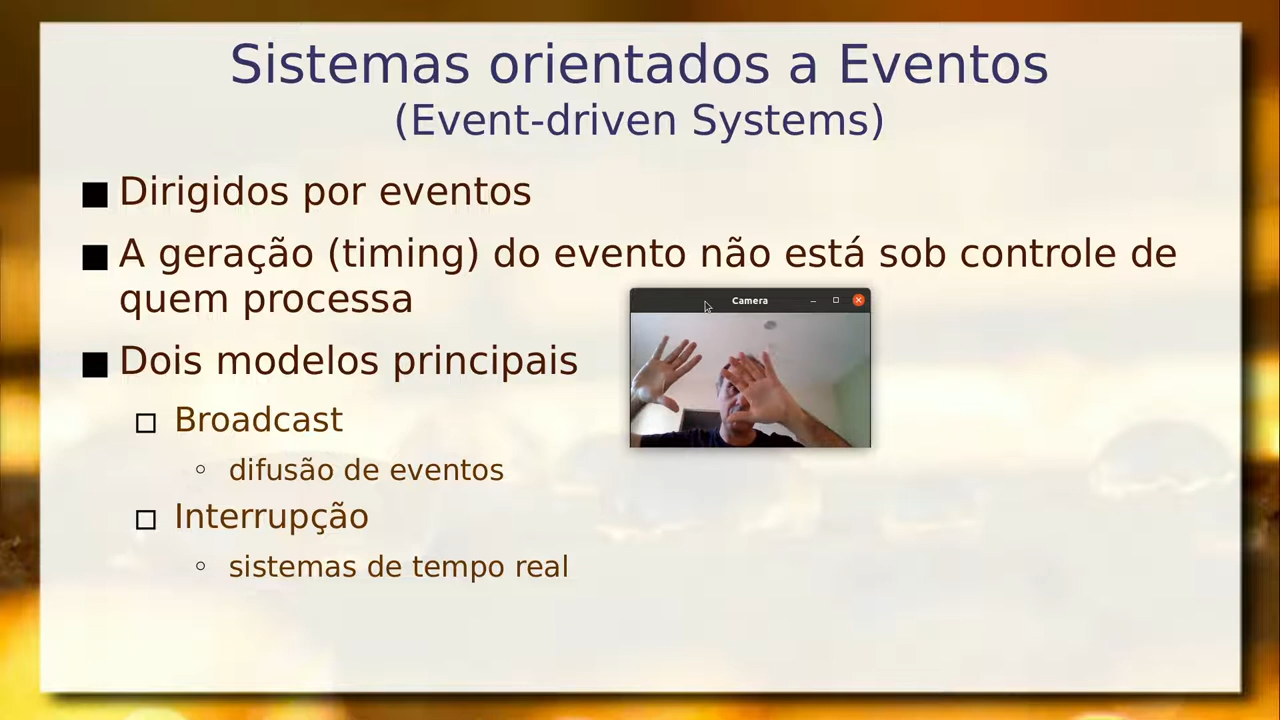 Sistemas orientados a Eventos
(Event-driven Systems)
Dirigidos por eventos
A geração (timing) do evento não está sob controle de
quem processa
Camera
Dois modelos principais
Broadcast
difusão de eventos
Interrupção
sistemas de tempo real